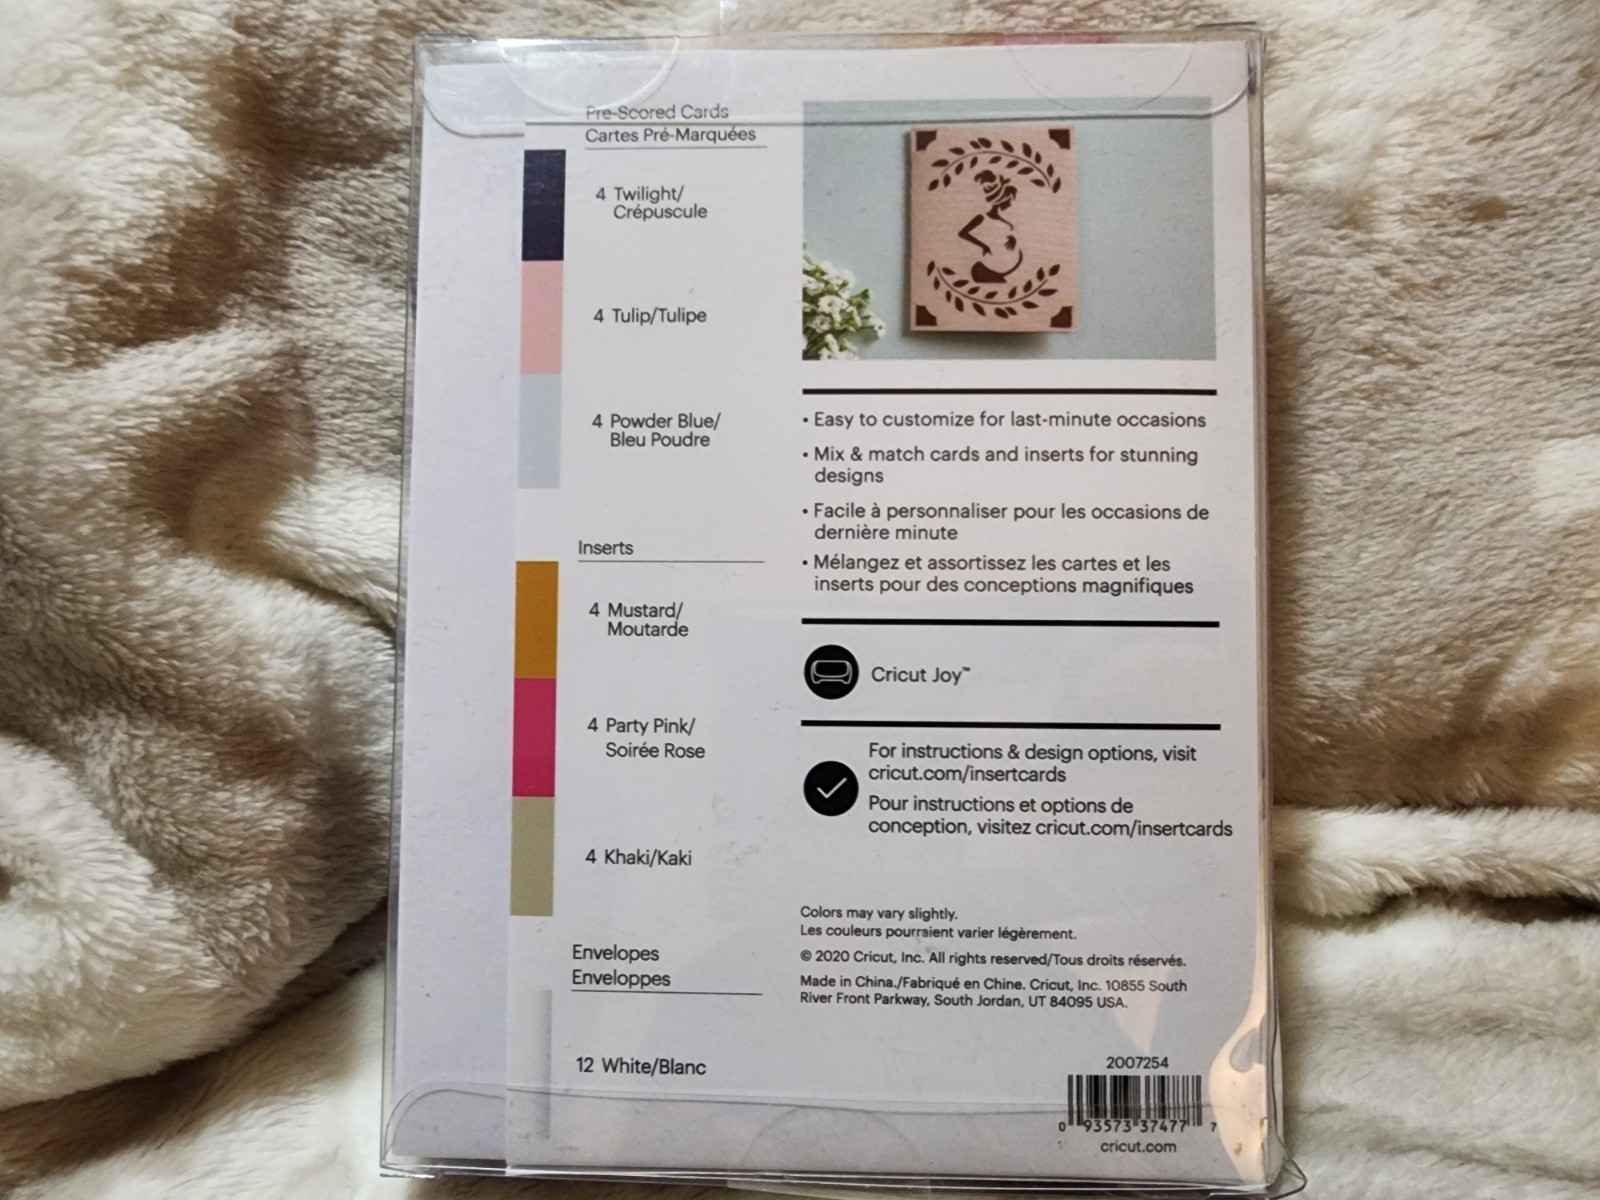 Pre-Scored Cards
Cartes Pré-Marquées
4 Twilight/
Crépuscule
4 Tulip/Tulipe
4 Powder Blue/
Bleu Poudre
Inserts
4 Mustard/
Moutarde
4 Party Pink/
Soirée Rose
4 Khaki/Kaki
Envelopes
Enveloppes
12 White/Blanc
• Easy to customize for last-minute occasions
• Mix & match cards and inserts for stunning
designs
• Facile à personnaliser pour les occasions de
dernière minute
• Mélangez et assortissez les cartes et les
inserts pour des conceptions magnifiques
Cricut Joy™
For instructions & design options, visit
cricut.com/insertcards
Pour instructions et options de
conception, visitez cricut.com/insertcards
Colors may vary slightly.
Les couleurs pourraient varier légèrement.
© 2020 Cricut, Inc. All rights reserved/Tous droits réservés.
Made in China./Fabriqué en Chine. Cricut, Inc. 10855 South
River Front Parkway, South Jordan, UT 84095 USA.
2007254
0 93573 37477 7
cricut.com